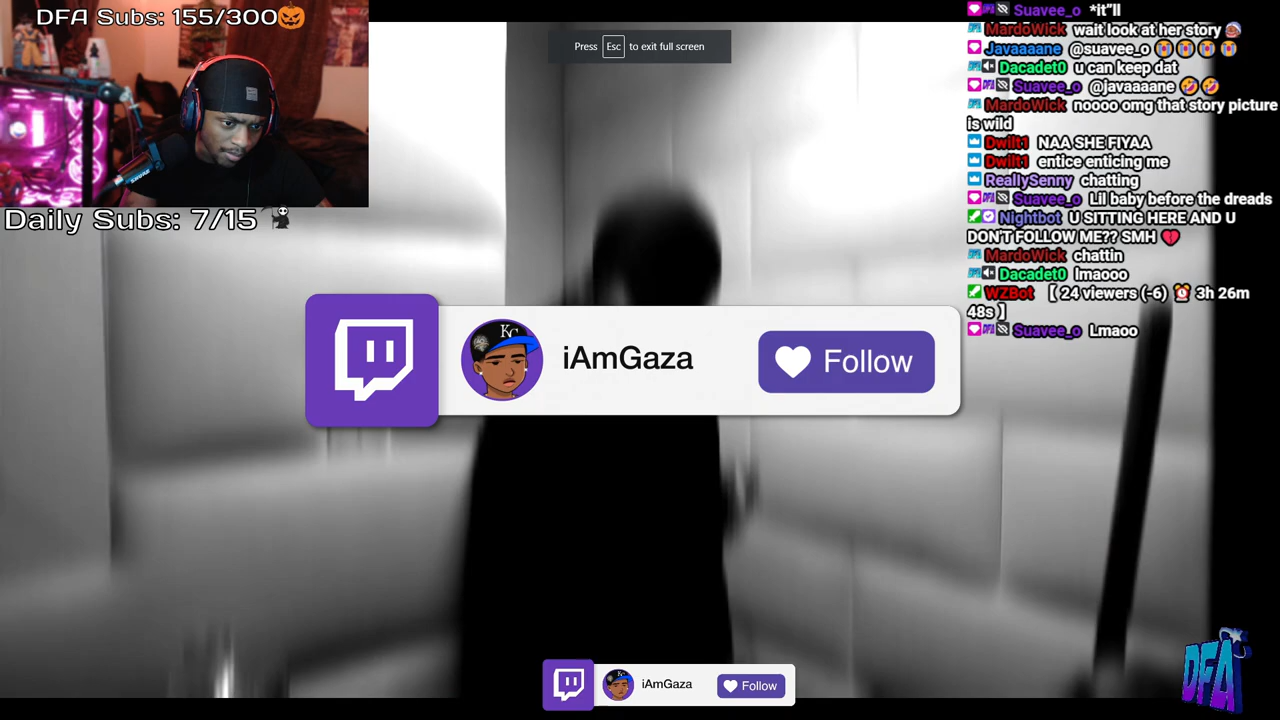 DFA Subs: 155/300🎃
Daily Subs: 7/15
Press Esc to exit full screen
Suavee_o *it"ll
MardoWick wait look at her story
Javaaaane @suavee_o 😭😭😭😭
Dacadet0 u can keep dat
Suavee_o @javaaaane 🤣🤣
MardoWick noooo omg that story picture
is wild
Dwilt1 NAA SHE FIYAA
Dwilt1 entice enticing me
ReallySenny chatting
Suavee_o Lil baby before the dreads
Nightbot U SITTING HERE AND U
DON'T FOLLOW ME?? SMH 💔
MardoWick chattin
Dacadet0 lmaooo
WZBot 【 24 viewers (-6) ⏰ 3h 26m
48s 】
Suavee_o Lmaoo
KC
iAmGaza
Follow
iAmGaza
Follow
DFA